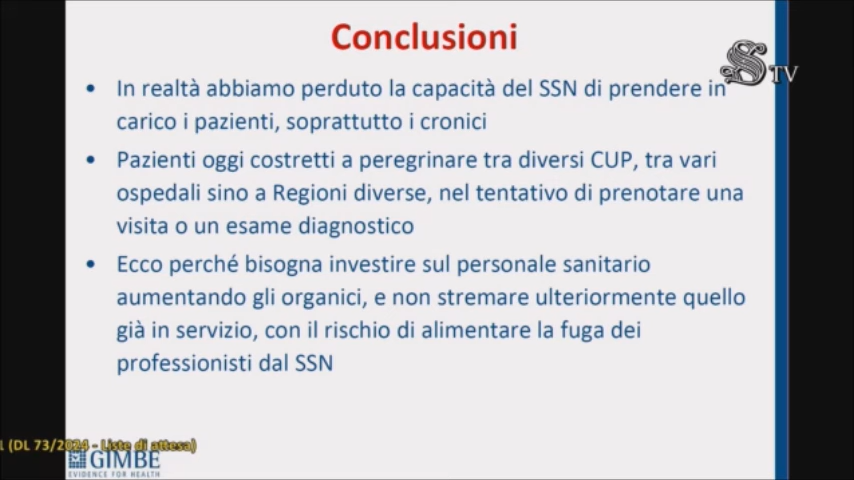 Conclusioni
STV
• In realtà abbiamo perduto la capacità del SSN di prendere in
carico i pazienti, soprattutto i cronici
• Pazienti oggi costretti a peregrinare tra diversi CUP, tra vari
ospedali sino a Regioni diverse, nel tentativo di prenotare una
visita o un esame diagnostico
• Ecco perché bisogna investire sul personale sanitario
aumentando gli organici, e non stremare ulteriormente quello
già in servizio, con il rischio di alimentare la fuga dei
professionisti dal SSN
(DL 73/2024 - Liste di attesa)
GIMBE
EVIDENCE FOR HEALTH